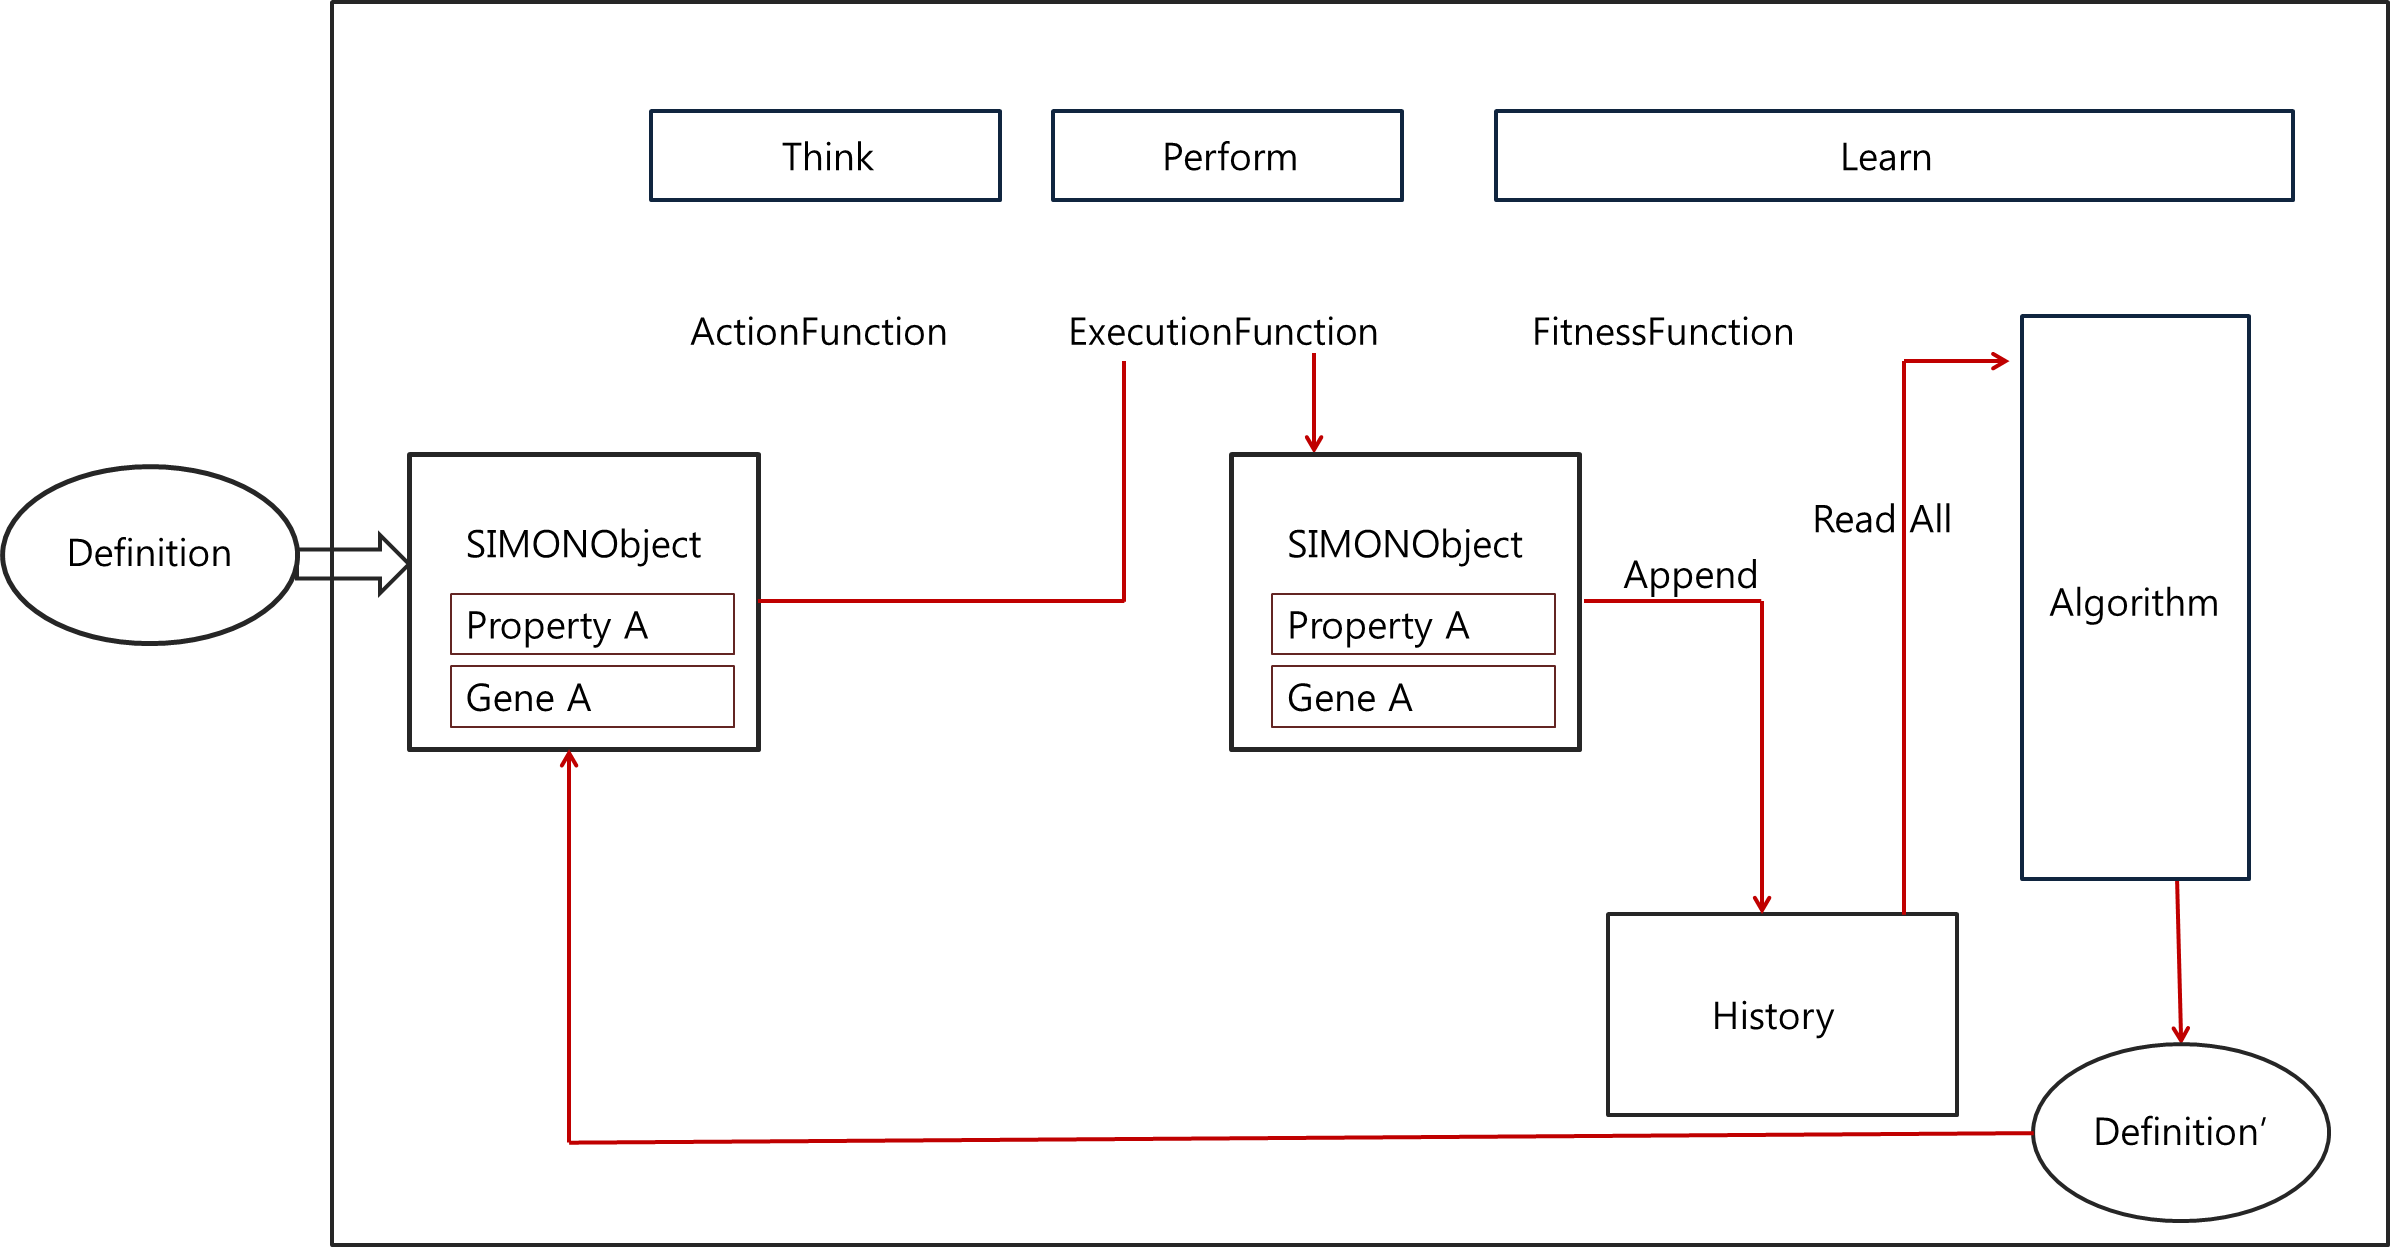 Think
Perform
Learn
ActionFunction
ExecutionFunction
FitnessFunction
Definition
SIMONObject
Property A
Gene A
SIMONObject
Property A
Gene A
Append
Read All
Algorithm
History
Definition’